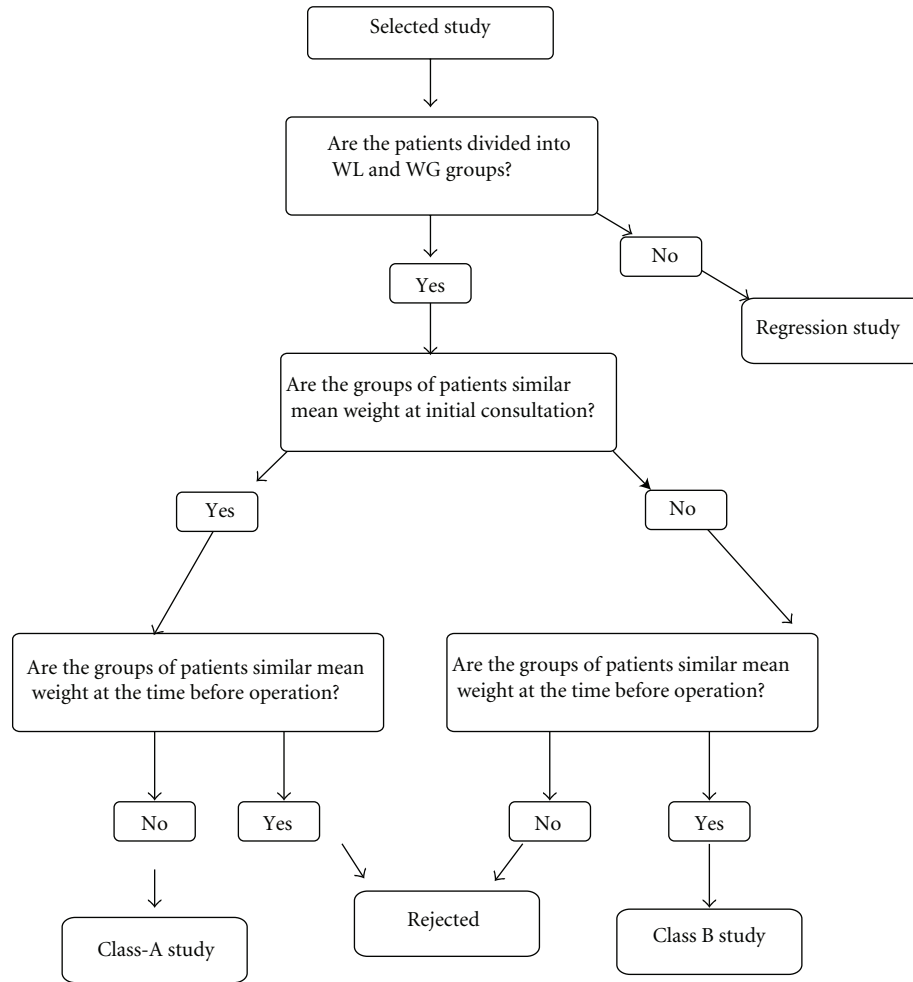 Selected study
Are the patients divided into
WL and WG groups?
No
Yes
Regression study
Are the groups of patients similar
mean weight at initial consultation?
Yes
No
Are the groups of patients similar mean
weight at the time before operation?
Are the groups of patients similar mean
weight at the time before operation?
No
Yes
No
Yes
Class-A study
Rejected
Class B study